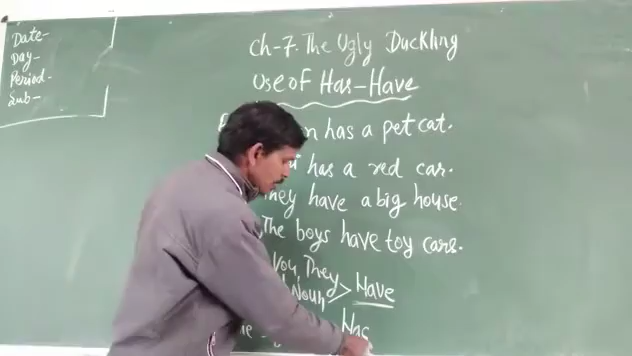 Date-
Day-
Period-
Sub-
Ch-7. The Ugly Duckling
Use of Has-Have
has a pet cat.
has a red car.
They have a big house.
The boys have toy cars.
You, They
Noun > Have
Has